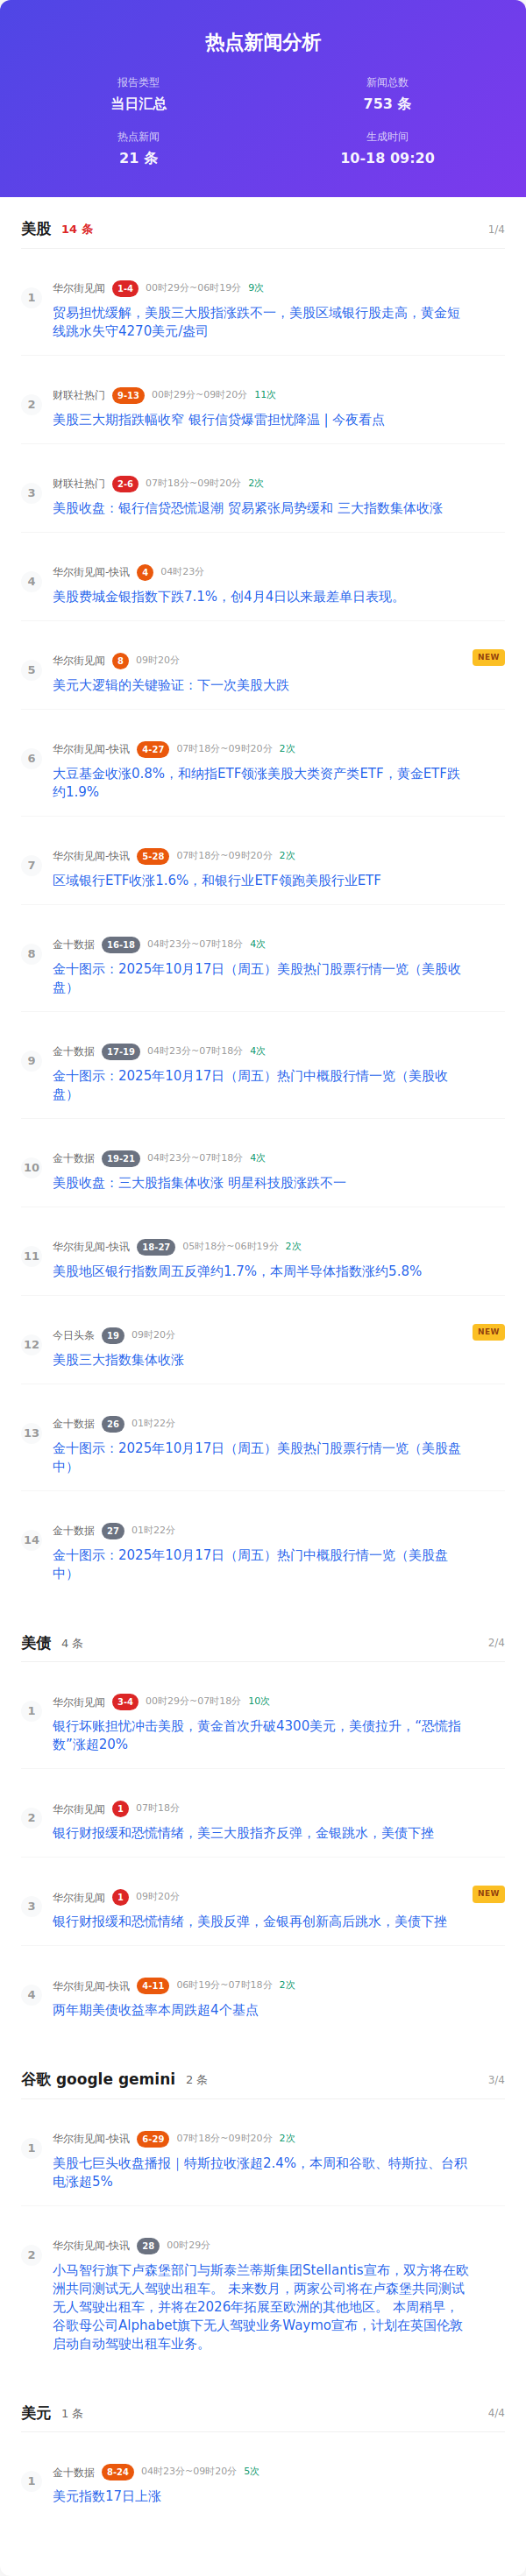 热点新闻分析
报告类型
新闻总数
当日汇总
753 条
热点新闻
生成时间
21 条
10-18 09:20
美股 14 条 1/4
1
华尔街见闻 1-4 00时29分~06时19分 9次
贸易担忧缓解，美股三大股指涨跌不一，美股区域银行股走高，黄金短
线跳水失守4270美元/盎司
2
财联社热门 9-13 00时29分~09时20分 11次
美股三大期指跌幅收窄 银行信贷爆雷担忧降温 | 今夜看点
3
财联社热门 2-6 07时18分~09时20分 2次
美股收盘：银行信贷恐慌退潮 贸易紧张局势缓和 三大指数集体收涨
4
华尔街见闻-快讯 4 04时23分
美股费城金银指数下跌7.1%，创4月4日以来最差单日表现。
5
华尔街见闻 8 09时20分 NEW
美元大逻辑的关键验证：下一次美股大跌
6
华尔街见闻-快讯 4-27 07时18分~09时20分 2次
大豆基金收涨0.8%，和纳指ETF领涨美股大类资产类ETF，黄金ETF跌
约1.9%
7
华尔街见闻-快讯 5-28 07时18分~09时20分 2次
区域银行ETF收涨1.6%，和银行业ETF领跑美股行业ETF
8
金十数据 16-18 04时23分~07时18分 4次
金十图示：2025年10月17日（周五）美股热门股票行情一览（美股收
盘）
9
金十数据 17-19 04时23分~07时18分 4次
金十图示：2025年10月17日（周五）热门中概股行情一览（美股收
盘）
10
金十数据 19-21 04时23分~07时18分 4次
美股收盘：三大股指集体收涨 明星科技股涨跌不一
11
华尔街见闻-快讯 18-27 05时18分~06时19分 2次
美股地区银行指数周五反弹约1.7%，本周半导体指数涨约5.8%
12
今日头条 19 09时20分 NEW
美股三大指数集体收涨
13
金十数据 26 01时22分
金十图示：2025年10月17日（周五）美股热门股票行情一览（美股盘
中）
14
金十数据 27 01时22分
金十图示：2025年10月17日（周五）热门中概股行情一览（美股盘
中）
美债 4 条 2/4
1
华尔街见闻 3-4 00时29分~07时18分 10次
银行坏账担忧冲击美股，黄金首次升破4300美元，美债拉升，“恐慌指
数”涨超20%
2
华尔街见闻 1 07时18分
银行财报缓和恐慌情绪，美三大股指齐反弹，金银跳水，美债下挫
3
华尔街见闻 1 09时20分 NEW
银行财报缓和恐慌情绪，美股反弹，金银再创新高后跳水，美债下挫
4
华尔街见闻-快讯 4-11 06时19分~07时18分 2次
两年期美债收益率本周跌超4个基点
谷歌 google gemini 2 条 3/4
1
华尔街见闻-快讯 6-29 07时18分~09时20分 2次
美股七巨头收盘播报｜特斯拉收涨超2.4%，本周和谷歌、特斯拉、台积
电涨超5%
2
华尔街见闻-快讯 28 00时29分
小马智行旗下卢森堡部门与斯泰兰蒂斯集团Stellantis宣布，双方将在欧
洲共同测试无人驾驶出租车。 未来数月，两家公司将在卢森堡共同测试
无人驾驶出租车，并将在2026年拓展至欧洲的其他地区。 本周稍早，
谷歌母公司Alphabet旗下无人驾驶业务Waymo宣布，计划在英国伦敦
启动自动驾驶出租车业务。
美元 1 条 4/4
1
金十数据 8-24 04时23分~09时20分 5次
美元指数17日上涨